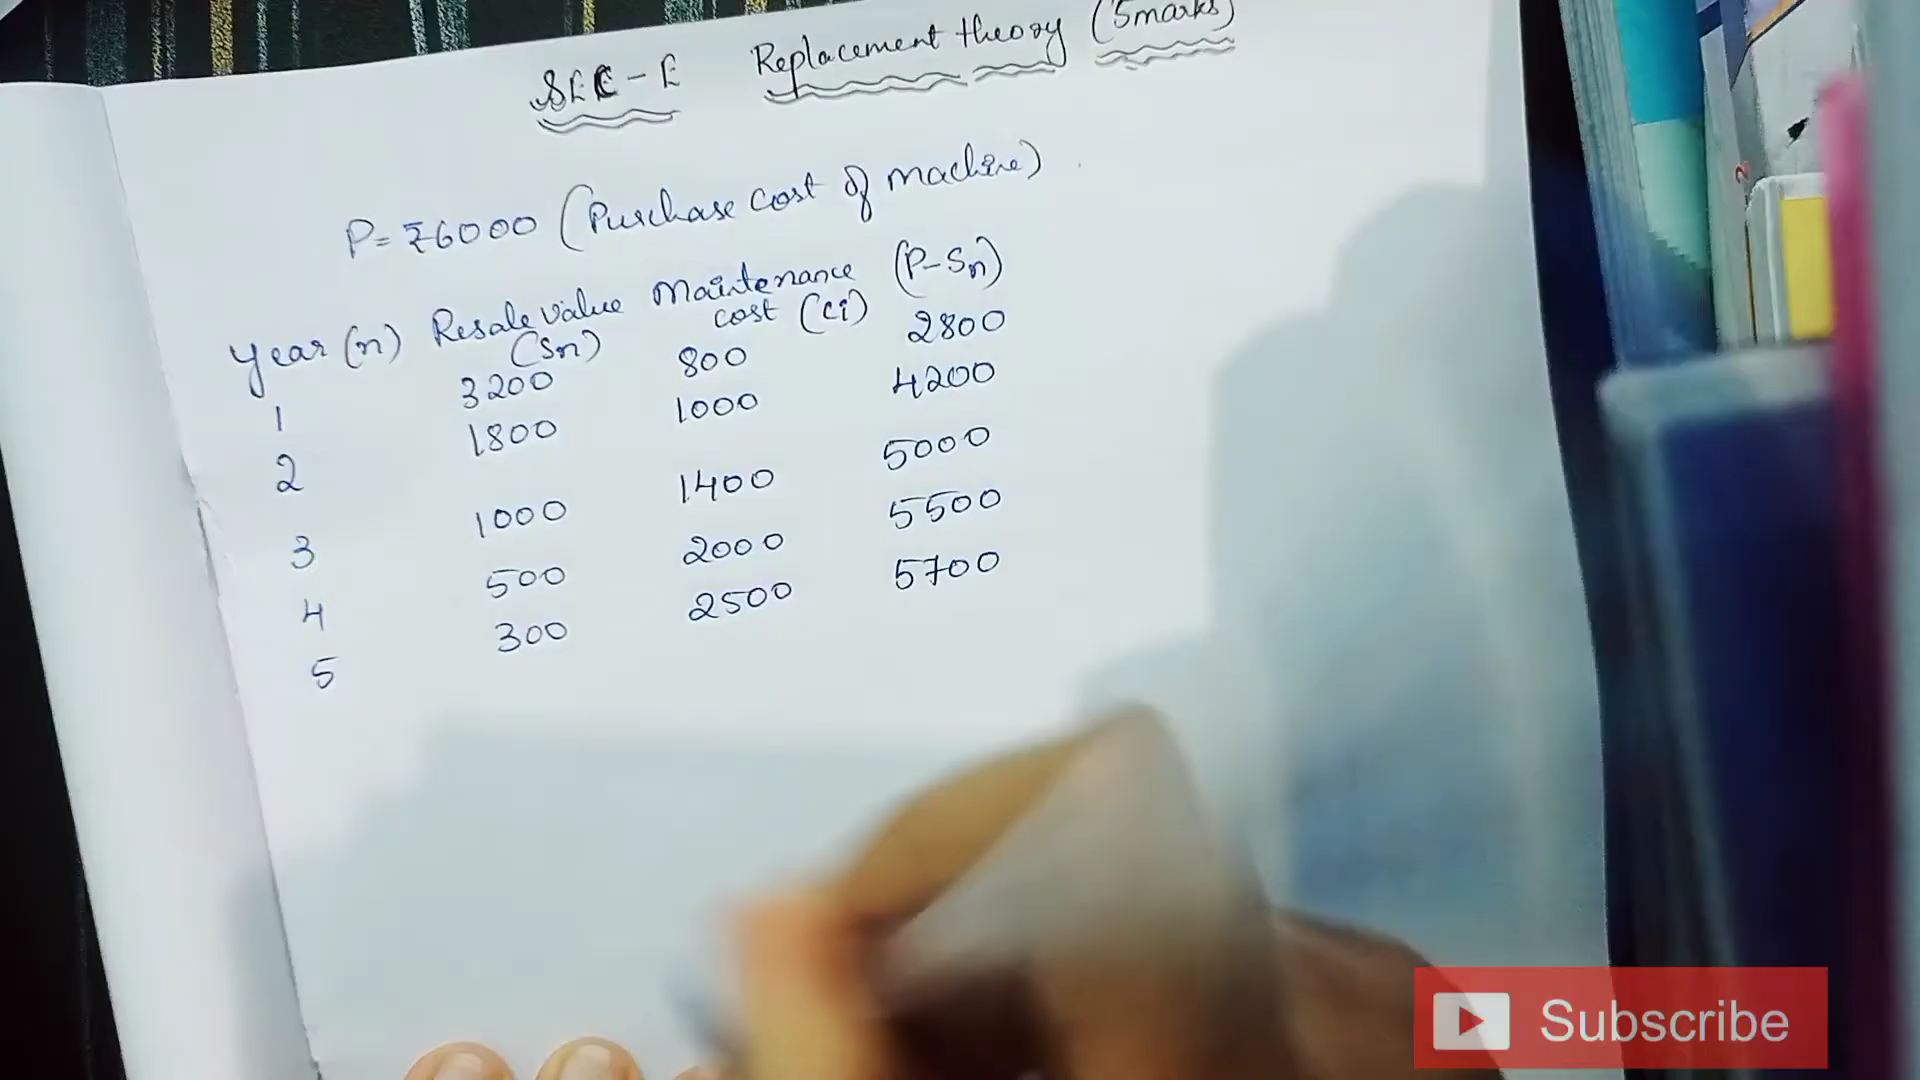 SEC - E Replacement theory (5marks)
P= ₹6000 (Purchase cost of machine)
year (n) Resale value (Sn) Maintenance cost (Ci) (P-Sn)
1 3200 800 2800
2 1800 1000 4200
3 1000 1400 5000
4 500 2000 5500
5 300 2500 5700
Subscribe